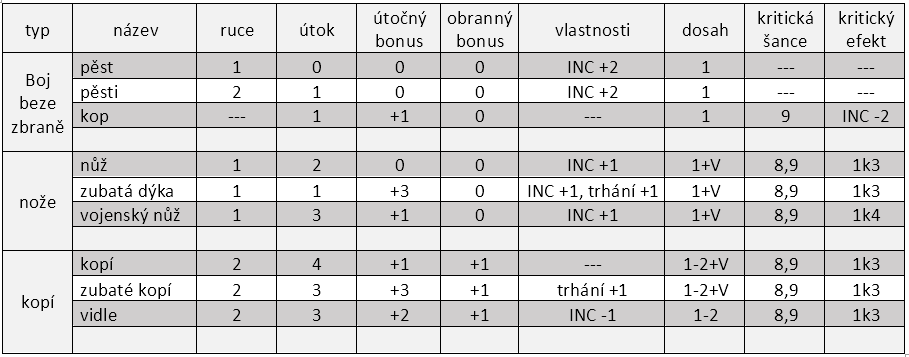 typ název ruce útok útočný bonus obranný bonus vlastnosti dosah kritická šance kritický efekt
Boj beze zbraně
pěst 1 0 0 0 INC +2 1 --- ---
pěsti 2 1 0 0 INC +2 1 --- ---
kop --- 1 +1 0 --- 1 9 INC -2
nože
nůž 1 2 0 0 INC +1 1+V 8,9 1k3
zubatá dýka 1 1 +3 0 INC +1, trhání +1 1+V 8,9 1k3
vojenský nůž 1 3 +1 0 INC +1 1+V 8,9 1k4
kopí
kopí 2 4 +1 +1 --- 1-2+V 8,9 1k3
zubaté kopí 2 3 +3 +1 trhání +1 1-2+V 8,9 1k3
vidle 2 3 +2 +1 INC -1 1-2 8,9 1k3